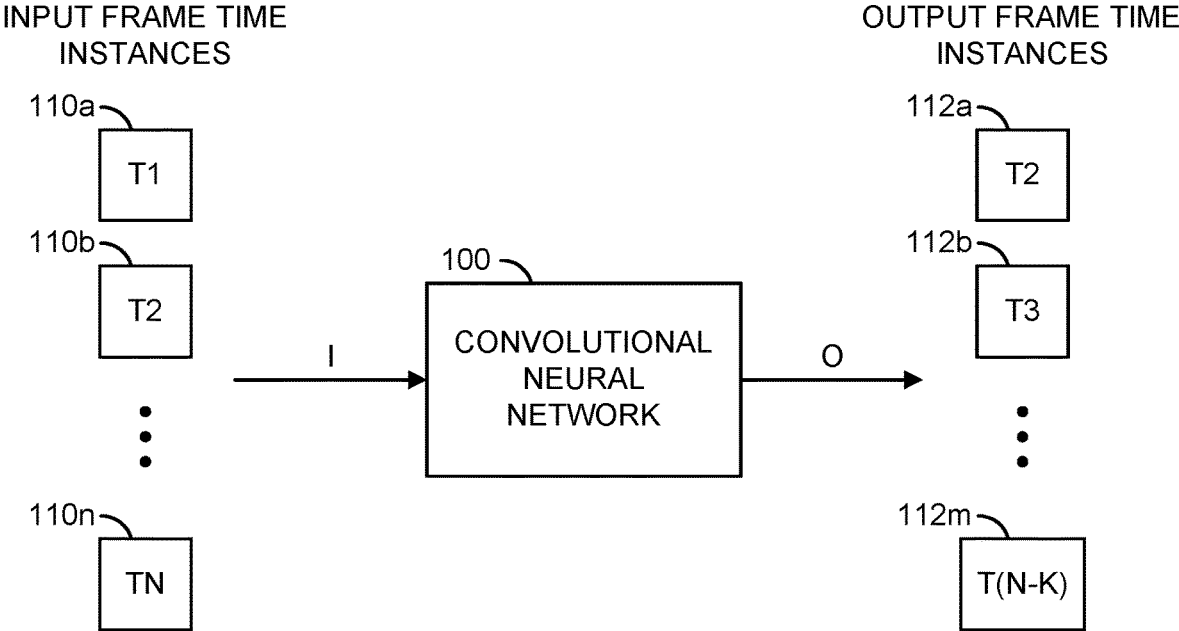 INPUT FRAME TIME
INSTANCES
110a
T1
110b
T2
110n
TN
I
100
CONVOLUTIONAL
NEURAL
NETWORK
O
OUTPUT FRAME TIME
INSTANCES
112a
T2
112b
T3
112m
T(N-K)